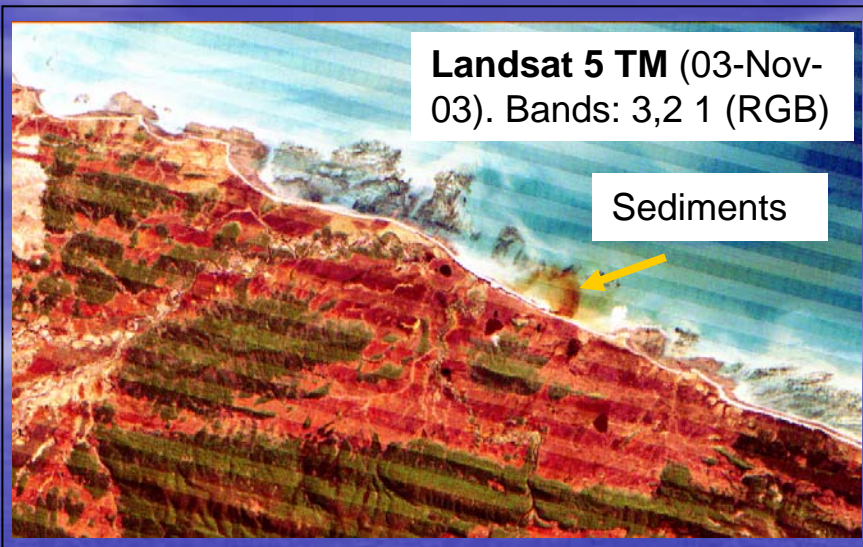 Landsat 5 TM (03-Nov-
03). Bands: 3,2 1 (RGB)
Sediments